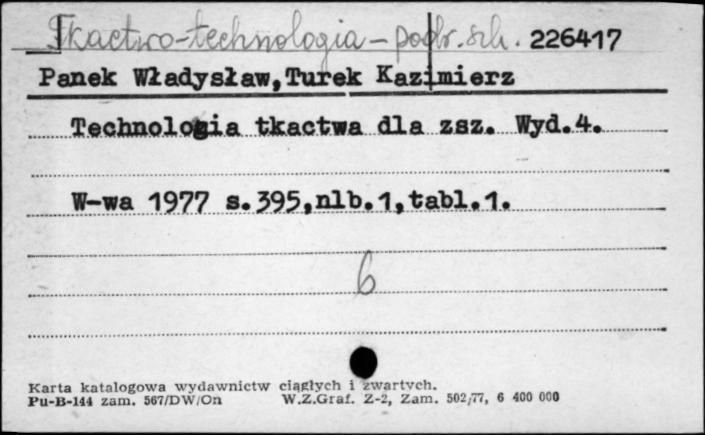 Tkactwo-technologia - podr. szk. 226417
Panek Władysław,Turek Kazimierz
Technologia tkactwa dla zsz. Wyd.4.
W-wa 1977 s.395,nlb.1,tabl.1.
6
Karta katalogowa wydawnictw ciągłych i zwartych.
Pu-B-144 zam. 567/DW/On W.Z.Graf. Z-2, Zam. 502/77, 6 400 000